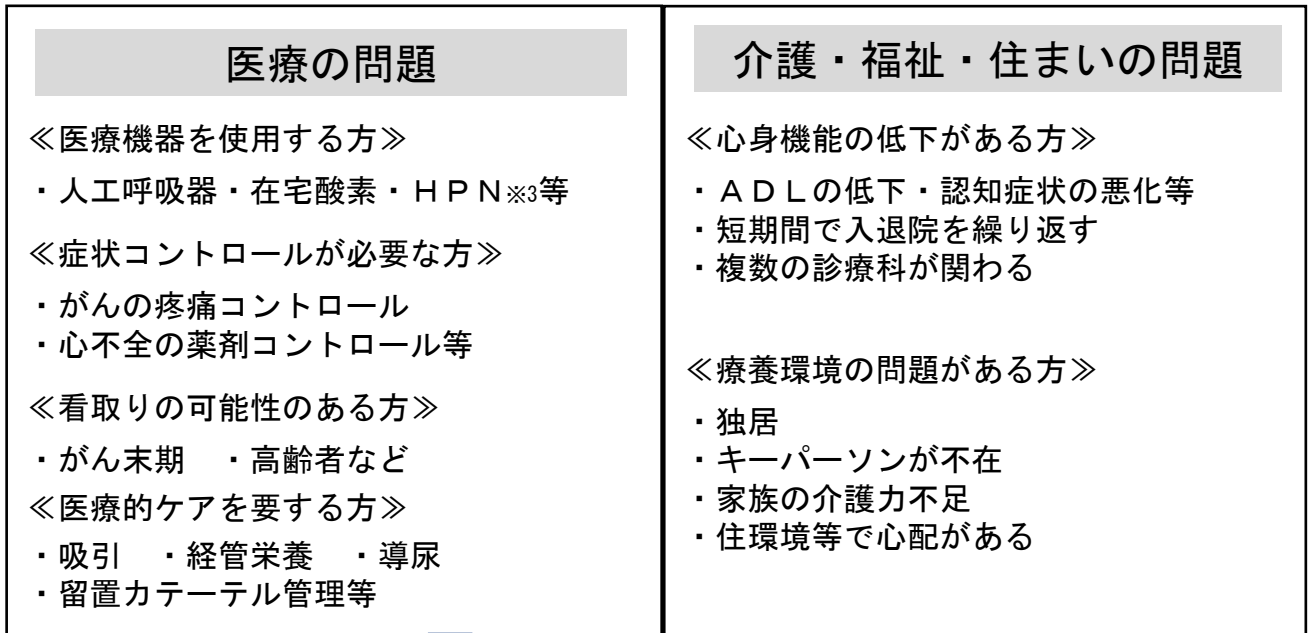 医療の問題
≪医療機器を使用する方≫
・人工呼吸器・在宅酸素・ＨＰＮ※3等
≪症状コントロールが必要な方≫
・がんの疼痛コントロール
・心不全の薬剤コントロール等
≪看取りの可能性のある方≫
・がん末期　・高齢者など
≪医療的ケアを要する方≫
・吸引　・経管栄養　・導尿
・留置カテーテル管理等
介護・福祉・住まいの問題
≪心身機能の低下がある方≫
・ＡＤＬの低下・認知症状の悪化等
・短期間で入退院を繰り返す
・複数の診療科が関わる
≪療養環境の問題がある方≫
・独居
・キーパーソンが不在
・家族の介護力不足
・住環境等で心配がある